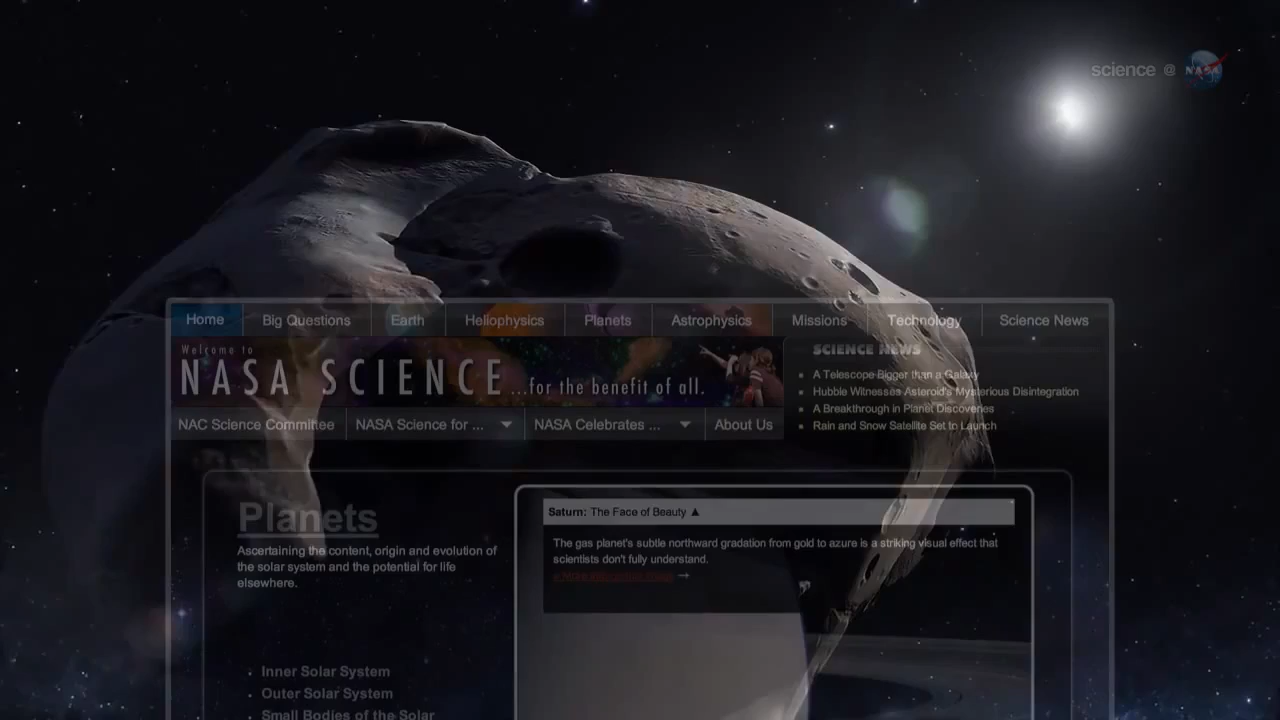 science @ NASA
Home Big Questions Earth Heliophysics Planets Astrophysics Missions Technology Science News
Welcome to
NASA SCIENCE ...for the benefit of all.
SCIENCE NEWS
A Telescope Bigger than a Galaxy
Hubble Witnesses Asteroid's Mysterious Disintegration
A Breakthrough in Planet Discoveries
Rain and Snow Satellite Set to Launch
NAC Science Committee NASA Science for ... NASA Celebrates ... About Us
Planets
Ascertaining the content, origin and evolution of
the solar system and the potential for life
elsewhere.
Saturn: The Face of Beauty ▲
The gas planet's subtle northward gradation from gold to azure is a striking visual effect that
scientists don't fully understand.
Inner Solar System
Outer Solar System
Small Bodies of the Solar